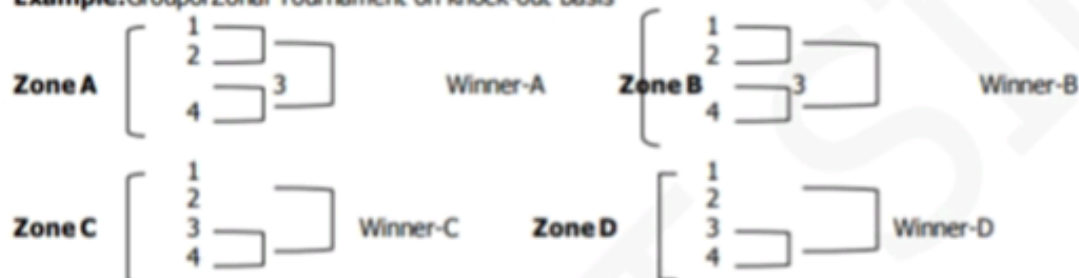 Example: Group or Zonal Tournament on knock-out basis
1 1
2 2
Zone A 3 Winner-A Zone B 3 Winner-B
4 4
1 1
2 2
Zone C 3 Winner-C Zone D 3 Winner-D
4 4